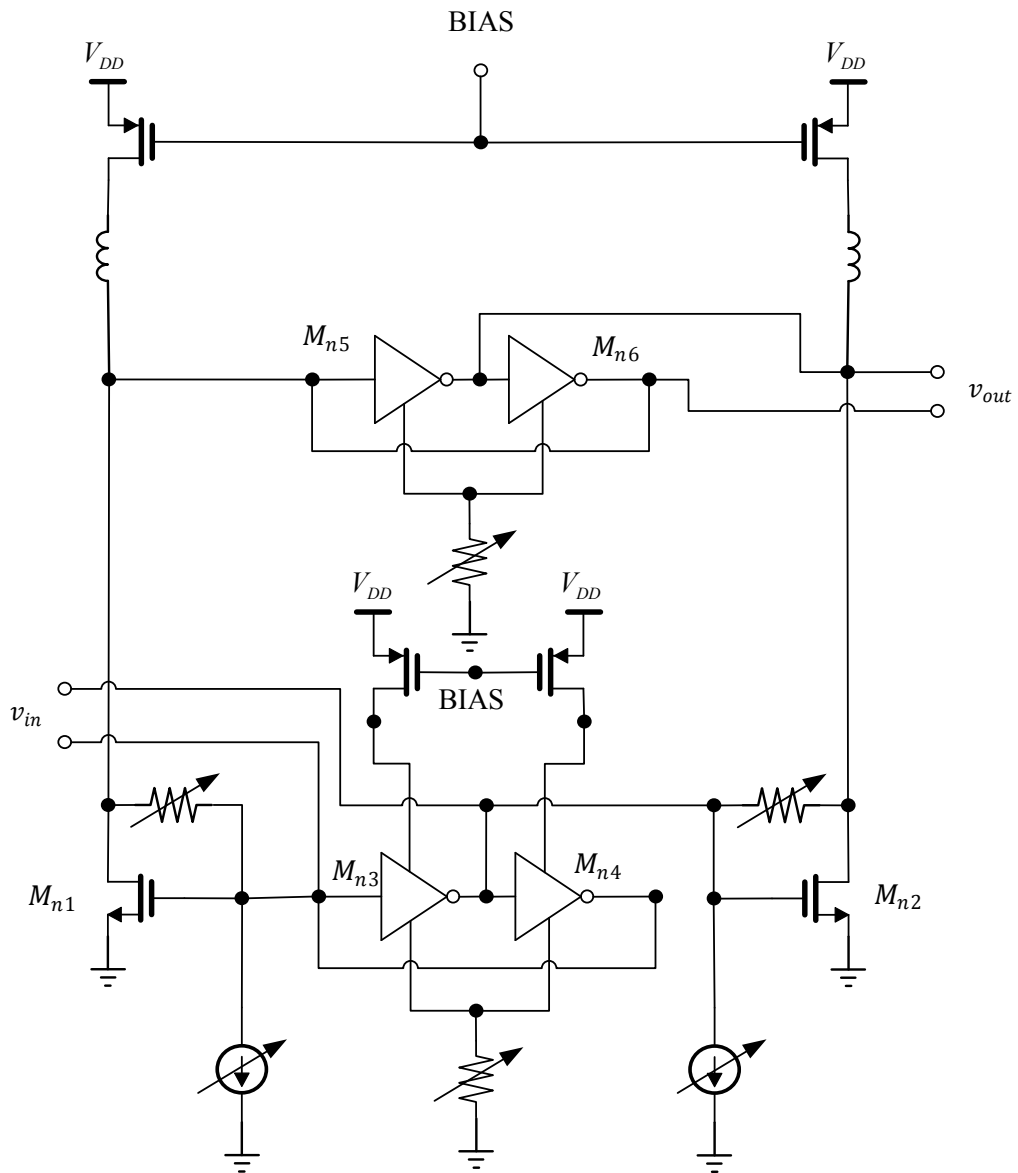 BIAS
V_DD
V_DD
M_n5
M_n6
v_out
V_DD
V_DD
BIAS
v_in
M_n3
M_n4
M_n1
M_n2